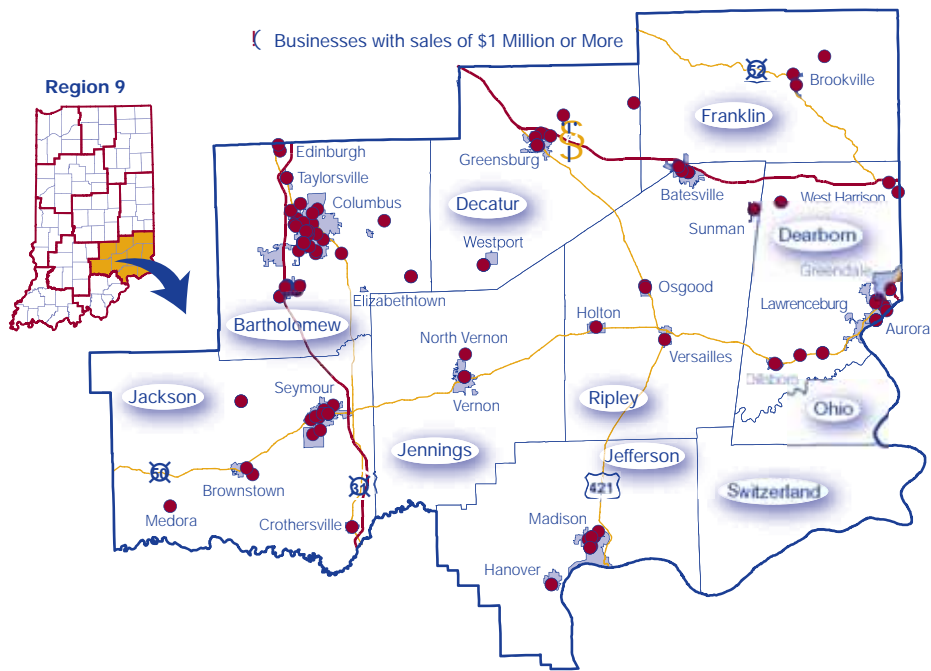 Businesses with sales of $1 Million or More
Region 9
52
Brookville
Franklin
Edinburgh
Taylorsville
Columbus
Greensburg
Batesville
West Harrison
Decatur
Sunman
Dearborn
Westport
Greendale
Elizabethtown
Osgood
Lawrenceburg
Holton
Aurora
Bartholomew
North Vernon
Versailles
Dillsboro
Seymour
Jackson
Vernon
Ripley
Ohio
Jennings
Jefferson
50
31
421
Switzerland
Brownstown
Medora
Crothersville
Madison
Hanover